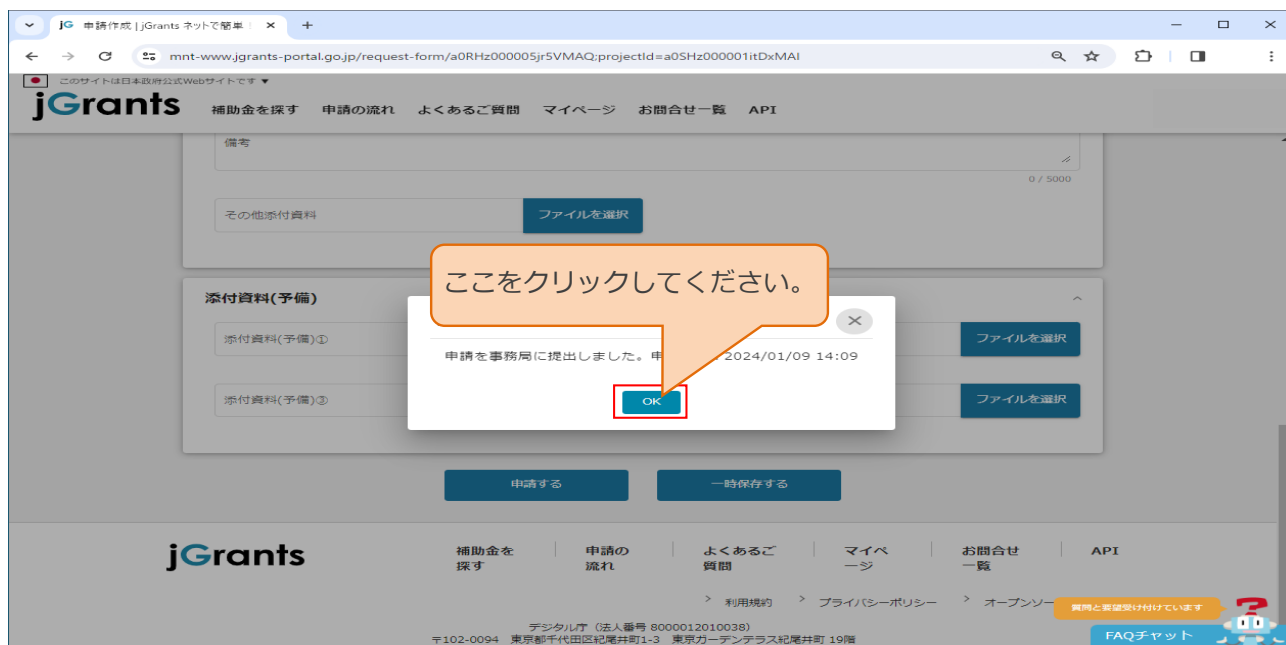 jG 申請作成 | jGrants ネットで簡単
mnt-www.jgrants-portal.go.jp/request-form/a0RHz000005jr5VMAQ;projectId=a0SHz000001itDxMAI
このサイトは日本政府公式Webサイトです ▼
jGrants 補助金を探す 申請の流れ よくあるご質問 マイページ お問合せ一覧 API
備考
0 / 5000
その他添付資料 ファイルを選択
ここをクリックしてください。
添付資料(予備)
添付資料(予備)① ファイルを選択
申請を事務局に提出しました。申 2024/01/09 14:09
OK
添付資料(予備)③ ファイルを選択
申請する 一時保存する
jGrants
補助金を探す
申請の流れ
よくあるご質問
マイページ
お問合せ一覧
API
> 利用規約 > プライバシーポリシー > オープンソー
質問と要望受け付けています
FAQチャット
デジタル庁（法人番号 8000012010038）
〒102-0094 東京都千代田区紀尾井町1-3 東京ガーデンテラス紀尾井町 19階